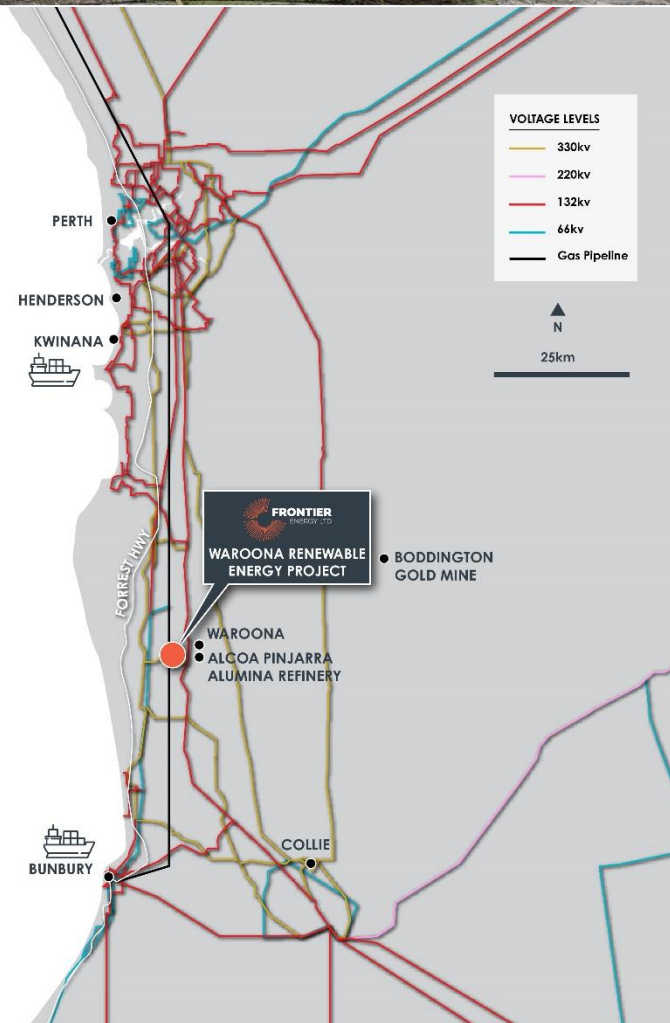 VOLTAGE LEVELS
330kv
220kv
132kv
66kv
Gas Pipeline
N
25km
PERTH
HENDERSON
KWINANA
FORREST HWY
FRONTIER
ENERGY LTD
WAROONA RENEWABLE
ENERGY PROJECT
BODDINGTON
GOLD MINE
WAROONA
ALCOA PINJARRA
ALUMINA REFINERY
COLLIE
BUNBURY